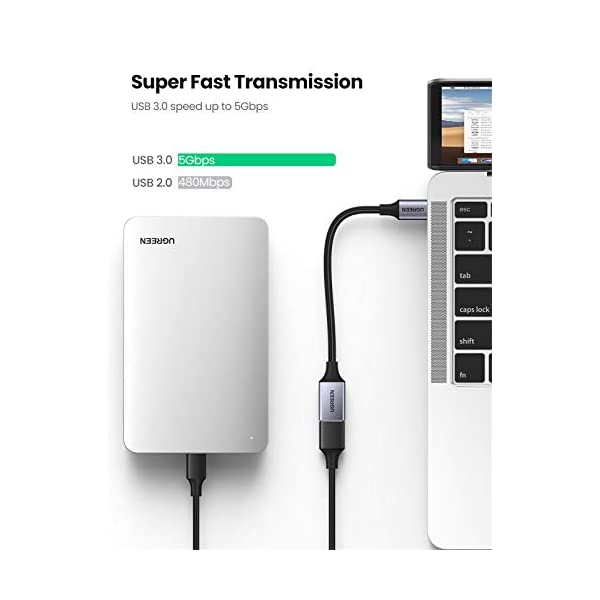 Super Fast Transmission
USB 3.0 speed up to 5Gbps
USB 3.0 5Gbps
USB 2.0 480Mbps
UGREEN
UGREEN
UGREEN
esc
~
tab
caps lock
shift
fn